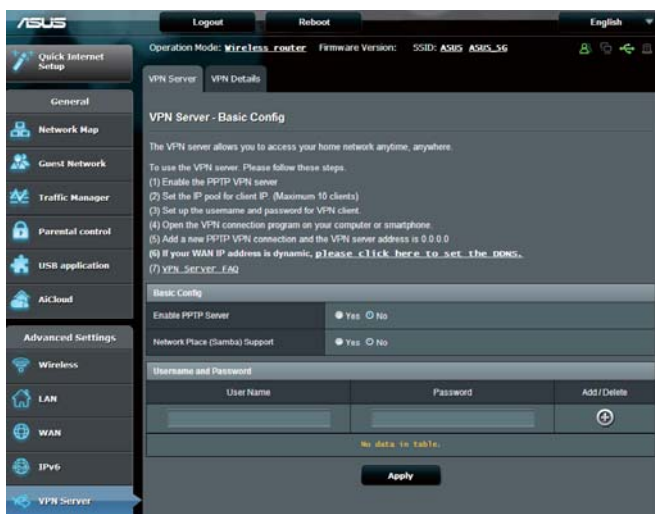 ASUS
Logout
Reboot
English
Operation Mode: Wireless router Firmware Version: SSID: ASUS ASUS_5G
Quick Internet Setup
VPN Server
VPN Details
General
Network Map
Guest Network
Traffic Manager
Parental control
USB application
AiCloud
Advanced Settings
Wireless
LAN
WAN
IPv6
VPN Server
VPN Server - Basic Config
The VPN server allows you to access your home network anytime, anywhere.
To use the VPN server. Please follow these steps.
(1) Enable the PPTP VPN server
(2) Set the IP pool for client IP. (Maximum 10 clients)
(3) Set up the username and password for VPN client.
(4) Open the VPN connection program on your computer or smartphone.
(5) Add a new PPTP VPN connection and the VPN server address is 0.0.0.0
(6) If your WAN IP address is dynamic, please click here to set the DDNS.
(7) VPN Server FAQ
Basic Config
Enable PPTP Server Yes No
Network Place (Samba) Support Yes No
Username and Password
User Name Password Add / Delete
No data in table.
Apply